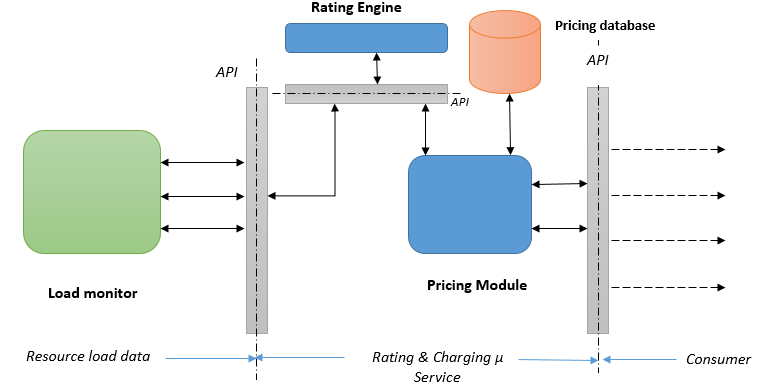 Rating Engine
Pricing database
API
API
API
Load monitor
Pricing Module
Resource load data
Rating & Charging μ
Service
Consumer